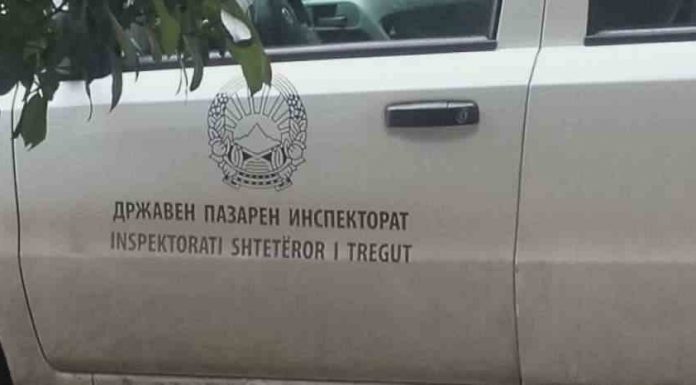 ДРЖАВЕН ПАЗАРЕН ИНСПЕКТОРАТ
INSPEKTORATI SHTETËROR I TREGUT